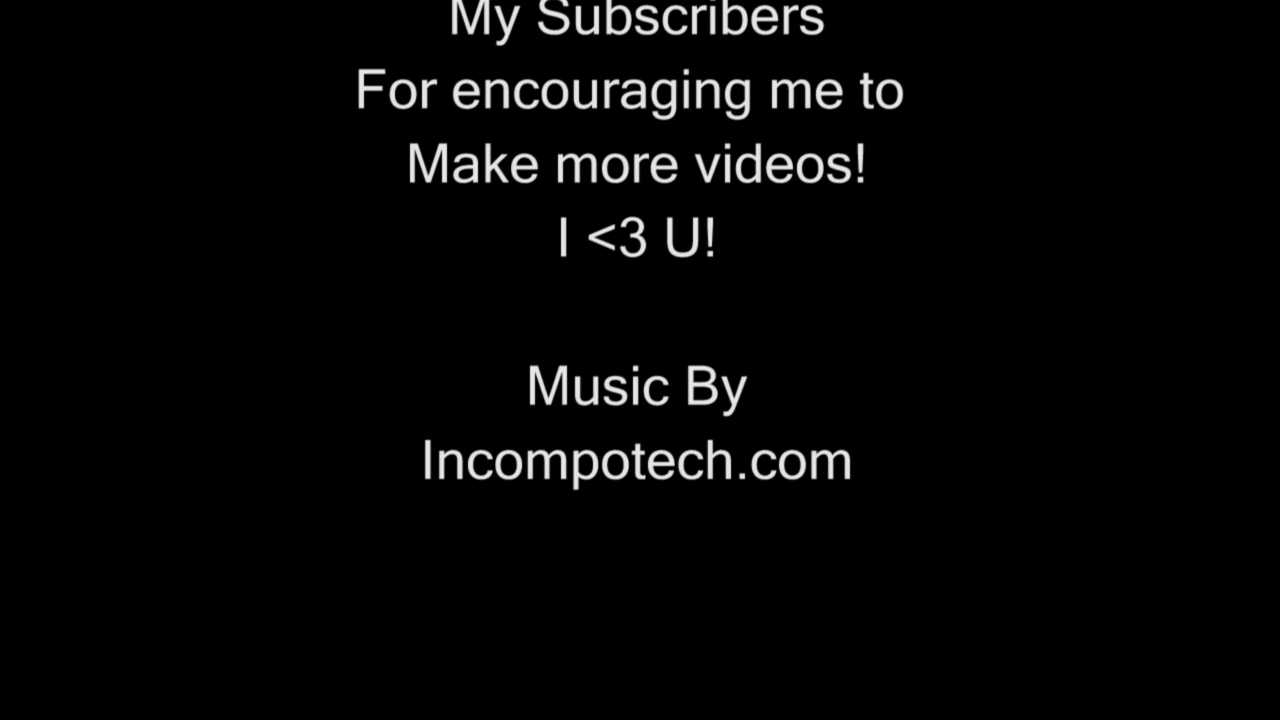 My Subscribers
For encouraging me to
Make more videos!
I <3 U!
Music By
Incompotech.com